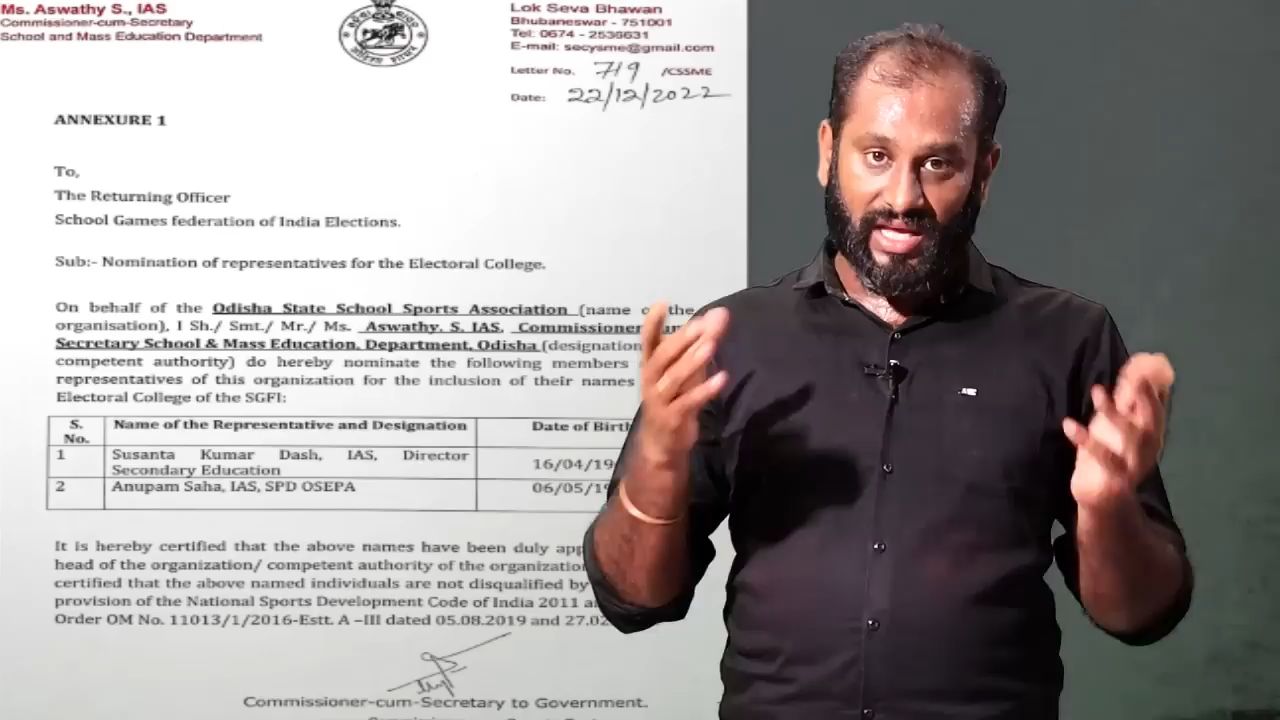 Ms. Aswathy S., IAS
Commissioner-cum-Secretary
School and Mass Education Department
Lok Seva Bhawan
Bhubaneswar - 751001
Tel: 0674 - 2536631
E-mail: secysme@gmail.com
Letter No. 719 /CSSME
Date: 22/12/2022
ANNEXURE 1
To,
The Returning Officer
School Games federation of India Elections.
Sub:- Nomination of representatives for the Electoral College.
On behalf of the Odisha State School Sports Association (name of the
organisation), I Sh./ Smt./ Mr./ Ms. Aswathy. S, IAS, Commissioner
Secretary School & Mass Education, Department, Odisha (designation
competent authority) do hereby nominate the following members
representatives of this organization for the inclusion of their names
Electoral College of the SGFI:
S. No. Name of the Representative and Designation Date of Birth
1 Susanta Kumar Dash, IAS, Director Secondary Education 16/04/19
2 Anupam Saha, IAS, SPD OSEPA 06/05/19
It is hereby certified that the above names have been duly
head of the organization/ competent authority of the
certified that the above named individuals are not disqualified by
provision of the National Sports Development Code of India 2011
Order OM No. 11013/1/2016-Estt. A –III dated 05.08.2019 and 27.02
Commissioner-cum-Secretary to Government.